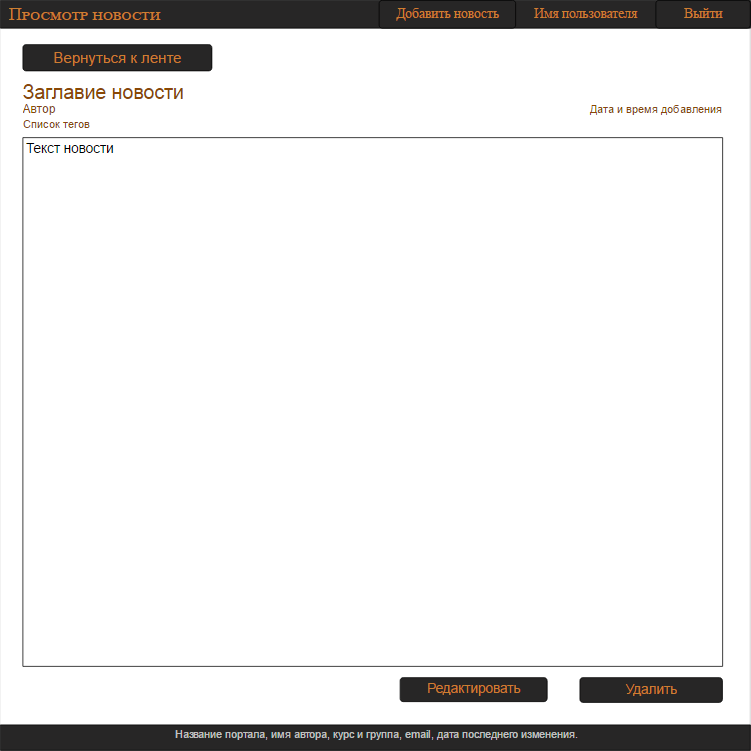 Просмотр новости Добавить новость Имя пользователя Выйти
Вернуться к ленте
Заглавие новости
Автор Дата и время добавления
Список тегов
Текст новости
Редактировать Удалить
Название портала, имя автора, курс и группа, email, дата последнего изменения.